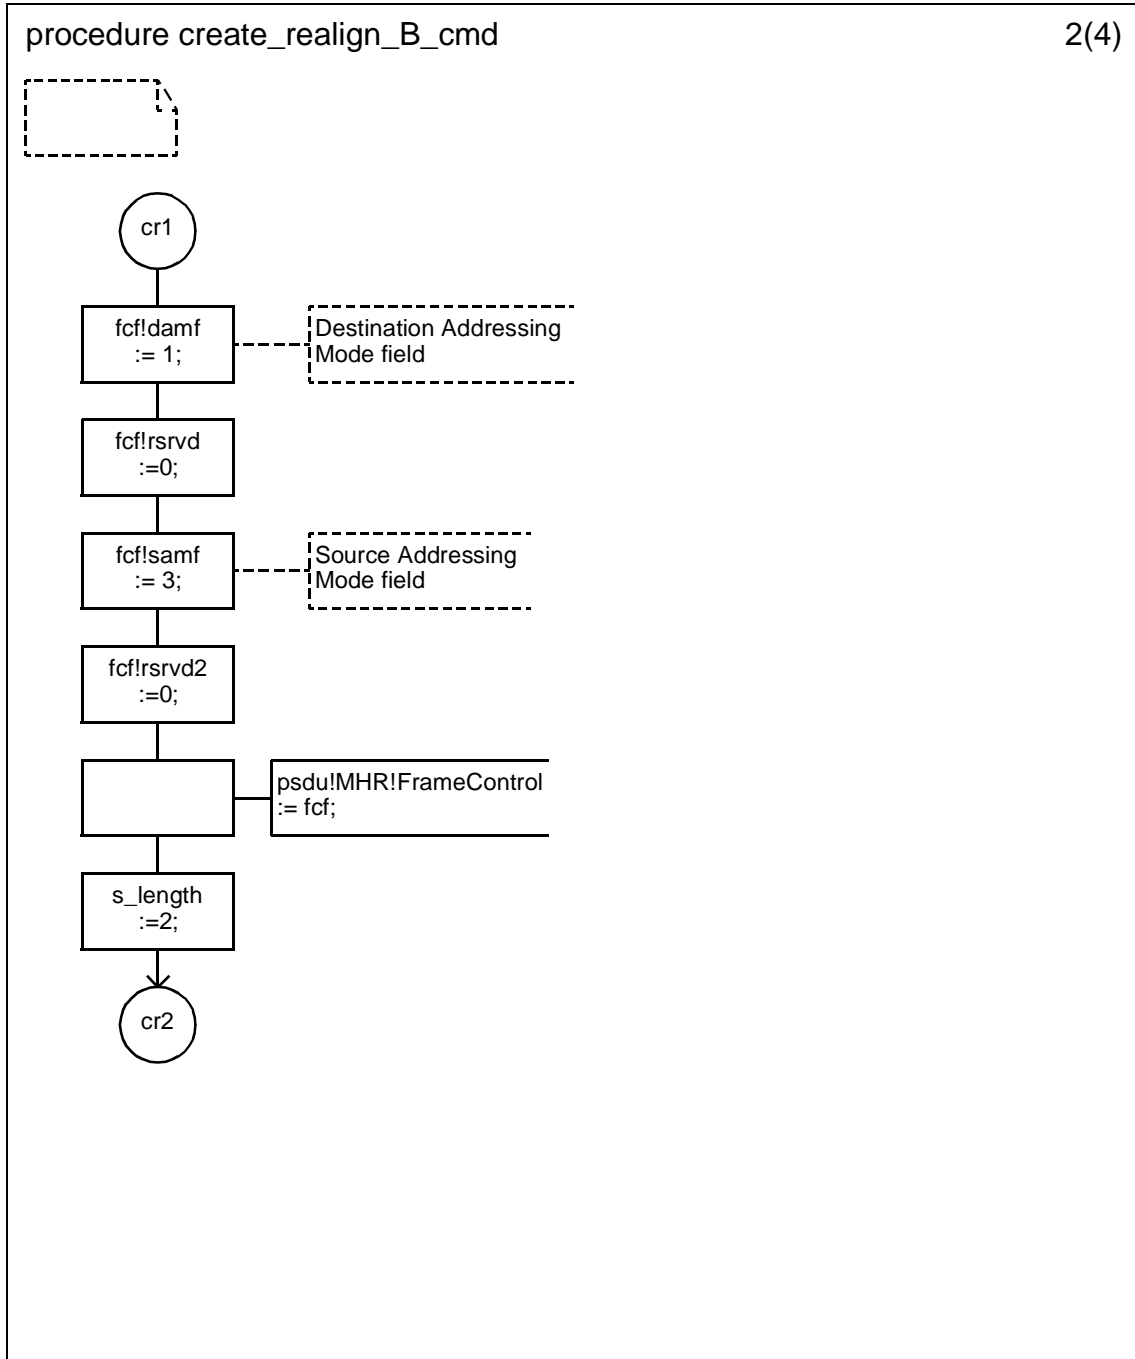 procedure create_realign_B_cmd
2(4)
cr1
fcf!damf
:= 1;
Destination Addressing
Mode field
fcf!rsrvd
:=0;
fcf!samf
:= 3;
Source Addressing
Mode field
fcf!rsrvd2
:=0;
psdu!MHR!FrameControl
:= fcf;
s_length
:=2;
cr2